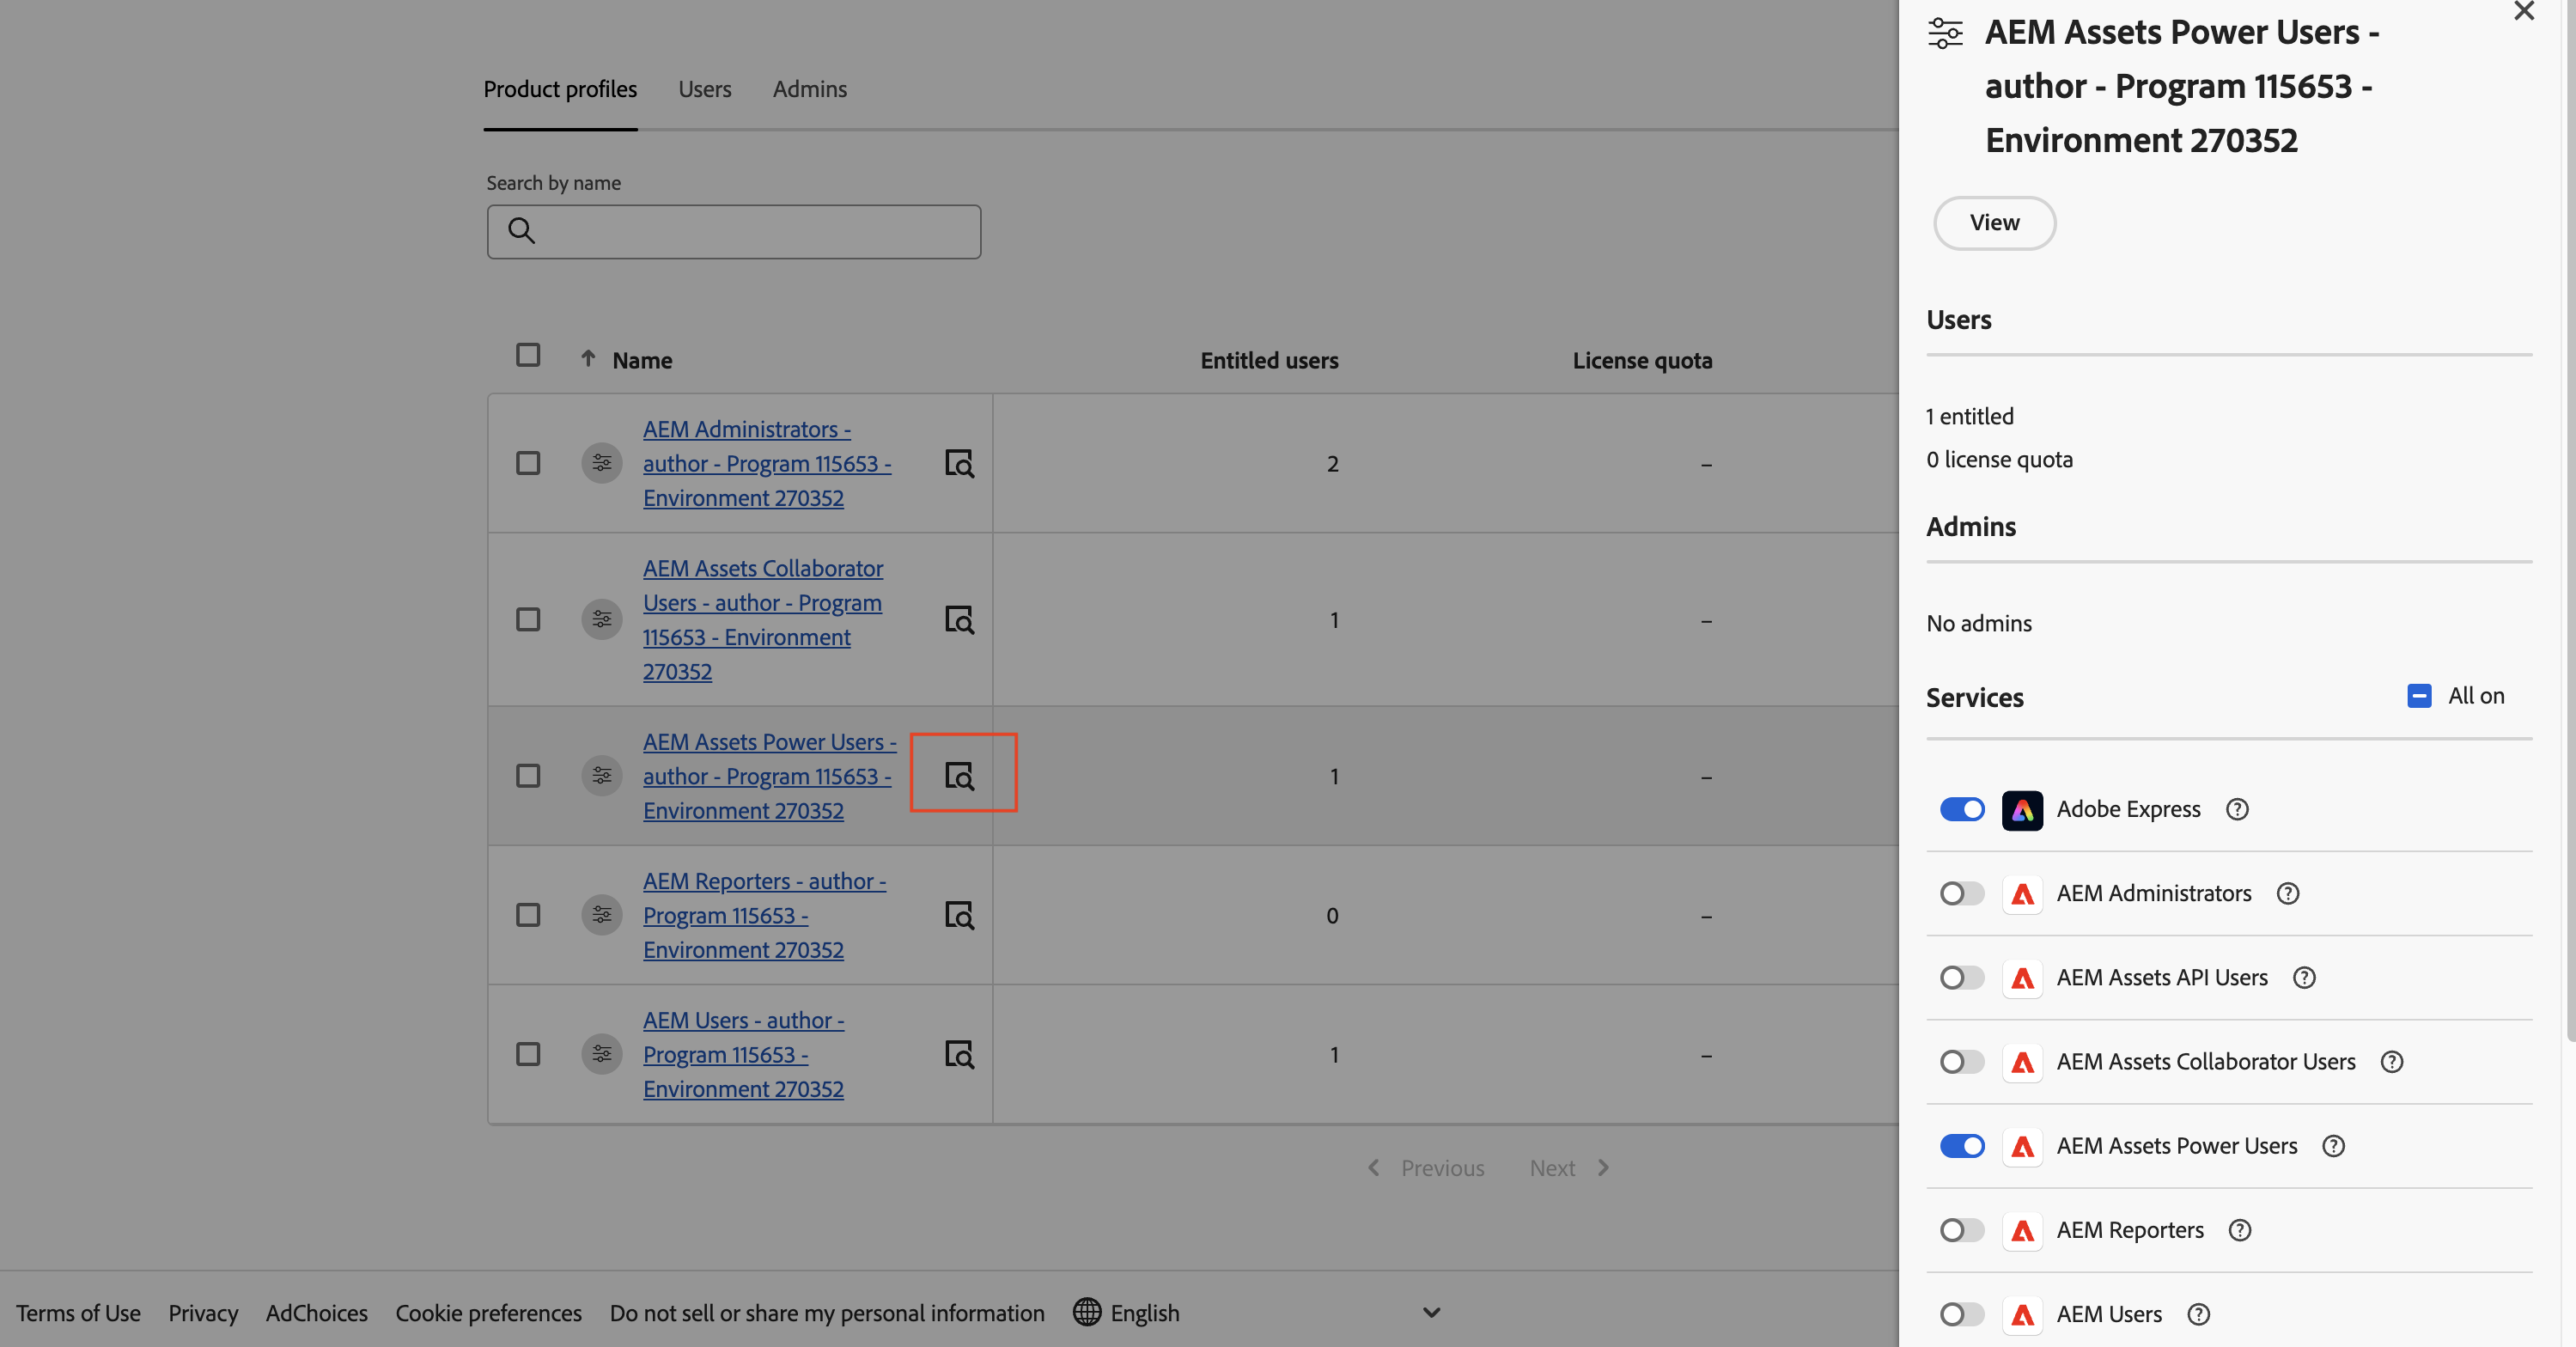 Product profiles
Users
Admins
Search by name
Name
Entitled users
License quota
AEM Administrators -
author - Program 115653 -
Environment 270352
2
–
AEM Assets Collaborator
Users - author - Program
115653 - Environment
270352
1
–
AEM Assets Power Users -
author - Program 115653 -
Environment 270352
1
–
AEM Reporters - author -
Program 115653 -
Environment 270352
0
–
AEM Users - author -
Program 115653 -
Environment 270352
1
–
Previous
Next
Terms of Use
Privacy
AdChoices
Cookie preferences
Do not sell or share my personal information
English
AEM Assets Power Users -
author - Program 115653 -
Environment 270352
View
Users
1 entitled
0 license quota
Admins
No admins
Services
All on
Adobe Express
AEM Administrators
AEM Assets API Users
AEM Assets Collaborator Users
AEM Assets Power Users
AEM Reporters
AEM Users